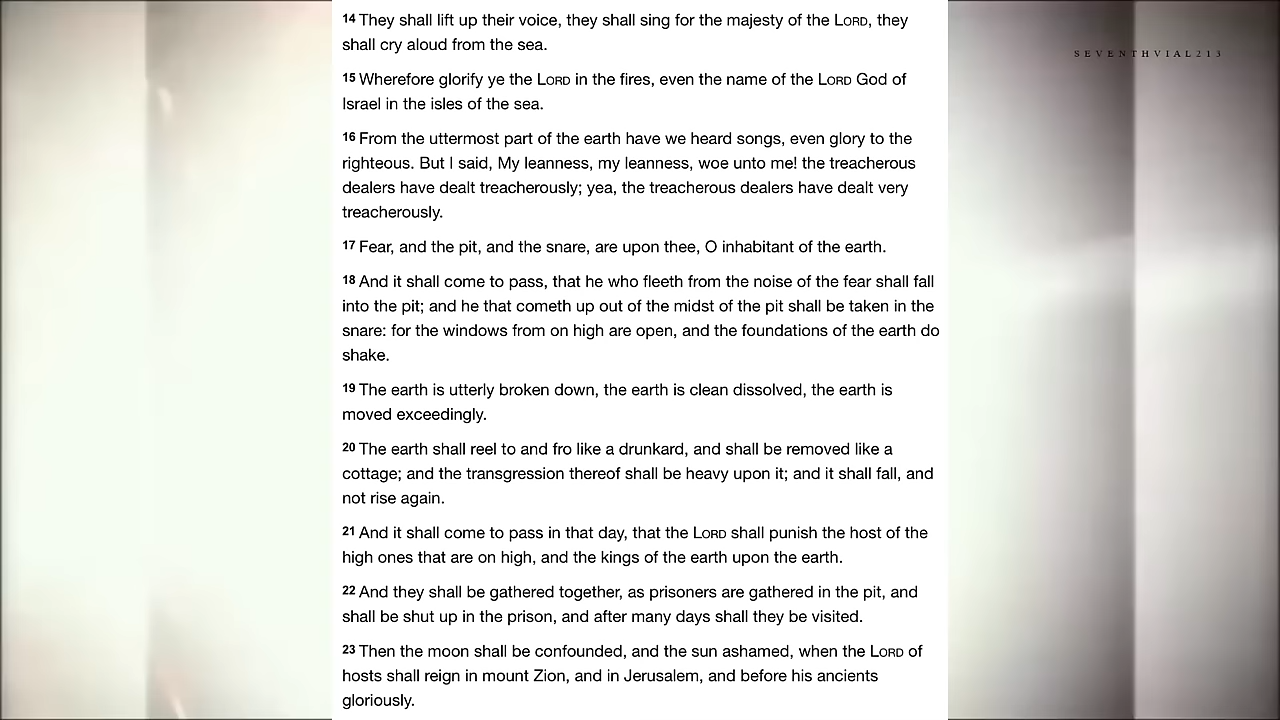 14 They shall lift up their voice, they shall sing for the majesty of the LORD, they
shall cry aloud from the sea.
SEVENTHVIAL213
15 Wherefore glorify ye the LORD in the fires, even the name of the LORD God of
Israel in the isles of the sea.
16 From the uttermost part of the earth have we heard songs, even glory to the
righteous. But I said, My leanness, my leanness, woe unto me! the treacherous
dealers have dealt treacherously; yea, the treacherous dealers have dealt very
treacherously.
17 Fear, and the pit, and the snare, are upon thee, O inhabitant of the earth.
18 And it shall come to pass, that he who fleeth from the noise of the fear shall fall
into the pit; and he that cometh up out of the midst of the pit shall be taken in the
snare: for the windows from on high are open, and the foundations of the earth do
shake.
19 The earth is utterly broken down, the earth is clean dissolved, the earth is
moved exceedingly.
20 The earth shall reel to and fro like a drunkard, and shall be removed like a
cottage; and the transgression thereof shall be heavy upon it; and it shall fall, and
not rise again.
21 And it shall come to pass in that day, that the LORD shall punish the host of the
high ones that are on high, and the kings of the earth upon the earth.
22 And they shall be gathered together, as prisoners are gathered in the pit, and
shall be shut up in the prison, and after many days shall they be visited.
23 Then the moon shall be confounded, and the sun ashamed, when the LORD of
hosts shall reign in mount Zion, and in Jerusalem, and before his ancients
gloriously.